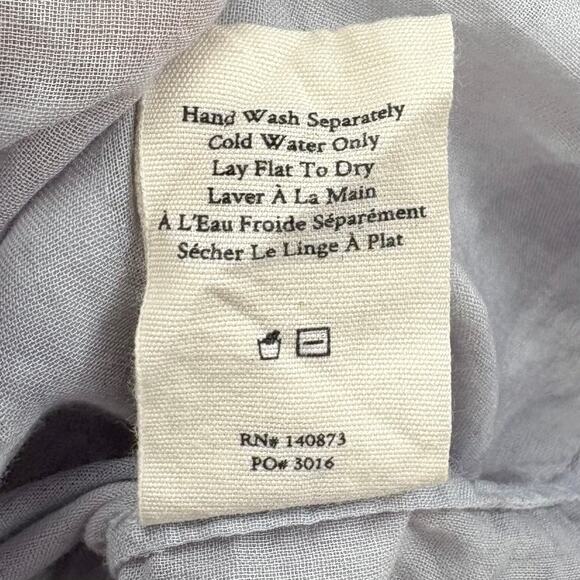 Hand Wash Separately
Cold Water Only
Lay Flat To Dry
Laver À La Main
À L'Eau Froide Séparément
Sécher Le Linge À Plat
RN# 140873
PO# 3016